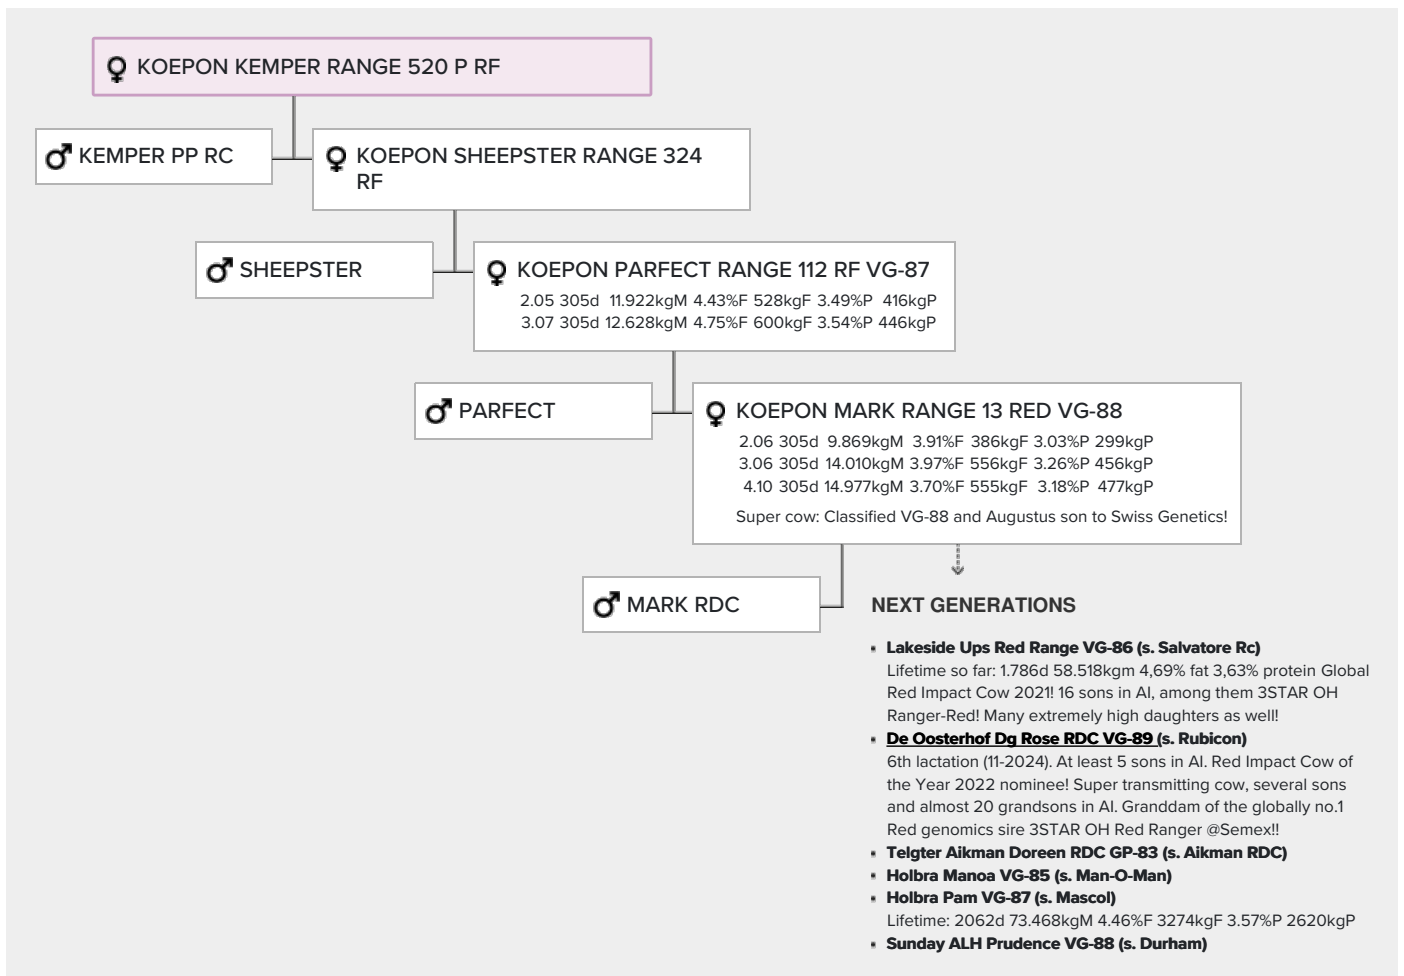 KOEPON KEMPER RANGE 520 P RF
KEMPER PP RC
KOEPON SHEEPSTER RANGE 324
RF
SHEEPSTER
KOEPON PARFECT RANGE 112 RF VG-87
2.05 305d 11.922kgM 4.43%F 528kgF 3.49%P 416kgP
3.07 305d 12.628kgM 4.75%F 600kgF 3.54%P 446kgP
PARFECT
KOEPON MARK RANGE 13 RED VG-88
2.06 305d 9.869kgM 3.91%F 386kgF 3.03%P 299kgP
3.06 305d 14.010kgM 3.97%F 556kgF 3.26%P 456kgP
4.10 305d 14.977kgM 3.70%F 555kgF 3.18%P 477kgP
Super cow: Classified VG-88 and Augustus son to Swiss Genetics!
MARK RDC
NEXT GENERATIONS
Lakeside Ups Red Range VG-86 (s. Salvatore Rc)
Lifetime so far: 1.786d 58.518kgm 4,69% fat 3,63% protein Global
Red Impact Cow 2021! 16 sons in AI, among them 3STAR OH
Ranger-Red! Many extremely high daughters as well!
De Oosterhof Dg Rose RDC VG-89 (s. Rubicon)
6th lactation (11-2024). At least 5 sons in AI. Red Impact Cow of
the Year 2022 nominee! Super transmitting cow, several sons
and almost 20 grandsons in AI. Granddam of the globally no.1
Red genomics sire 3STAR OH Red Ranger @Semex!!
Telgter Aikman Doreen RDC GP-83 (s. Aikman RDC)
Holbra Manoa VG-85 (s. Man-O-Man)
Holbra Pam VG-87 (s. Mascol)
Lifetime: 2062d 73.468kgM 4.46%F 3274kgF 3.57%P 2620kgP
Sunday ALH Prudence VG-88 (s. Durham)